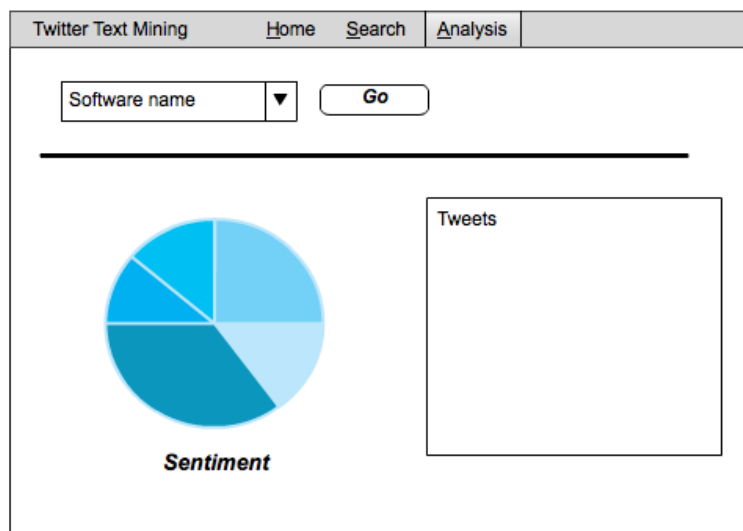 Twitter Text Mining Home Search Analysis
Software name Go
Tweets
Sentiment